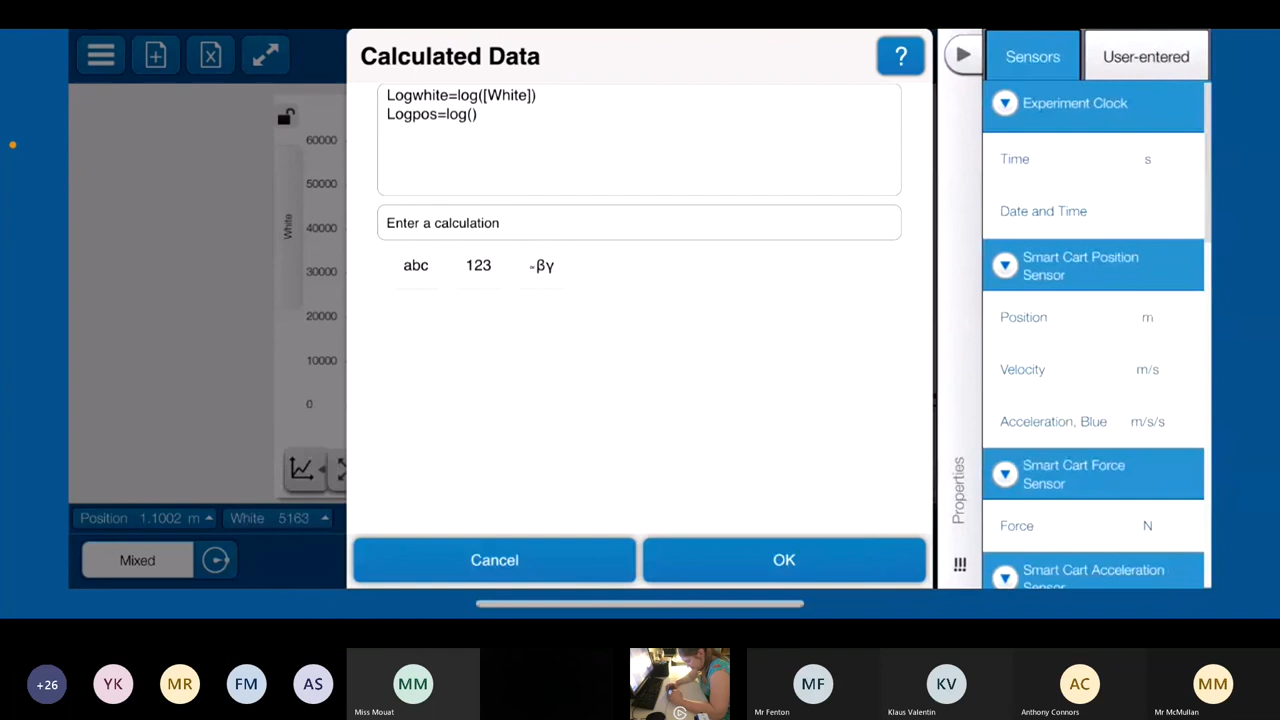 Calculated Data
?
Logwhite=log([White])
Logpos=log()
Enter a calculation
abc 123 ∝βγ
Cancel OK
60000
50000
40000
30000
20000
10000
0
White
Position 1.1002 m White 5163
Mixed
Properties
Sensors User-entered
Experiment Clock
Time s
Date and Time
Smart Cart Position
Sensor
Position m
Velocity m/s
Acceleration, Blue m/s/s
Smart Cart Force
Sensor
Force N
Smart Cart Acceleration
Sensor
+26 YK MR FM AS MM MF KV AC MM
Miss Mouat Mr Fenton Klaus Valentin Anthony Connors Mr McMullan